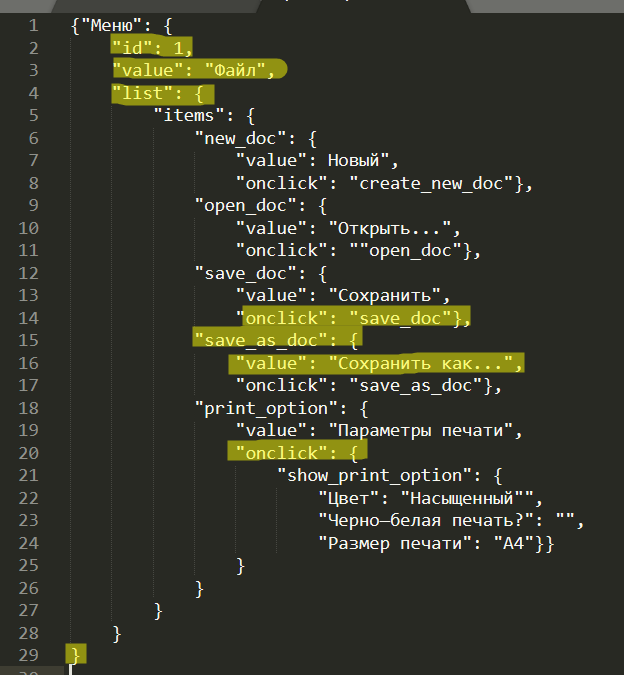 1 {"Меню": {
2 "id": 1,
3 "value": "Файл",
4 "list": {
5 "items": {
6 "new_doc": {
7 "value": Новый",
8 "onclick": "create_new_doc"},
9 "open_doc": {
10 "value": "Открыть...",
11 "onclick": ""open_doc"},
12 "save_doc": {
13 "value": "Сохранить",
14 "onclick": "save_doc"},
15 "save_as_doc": {
16 "value": "Сохранить как...",
17 "onclick": "save_as_doc"},
18 "print_option": {
19 "value": "Параметры печати",
20 "onclick": {
21 "show_print_option": {
22 "Цвет": "Насыщенный"",
23 "Черно—белая печать?": "",
24 "Размер печати": "A4"}}
25 }
26 }
27 }
28 }
29 }